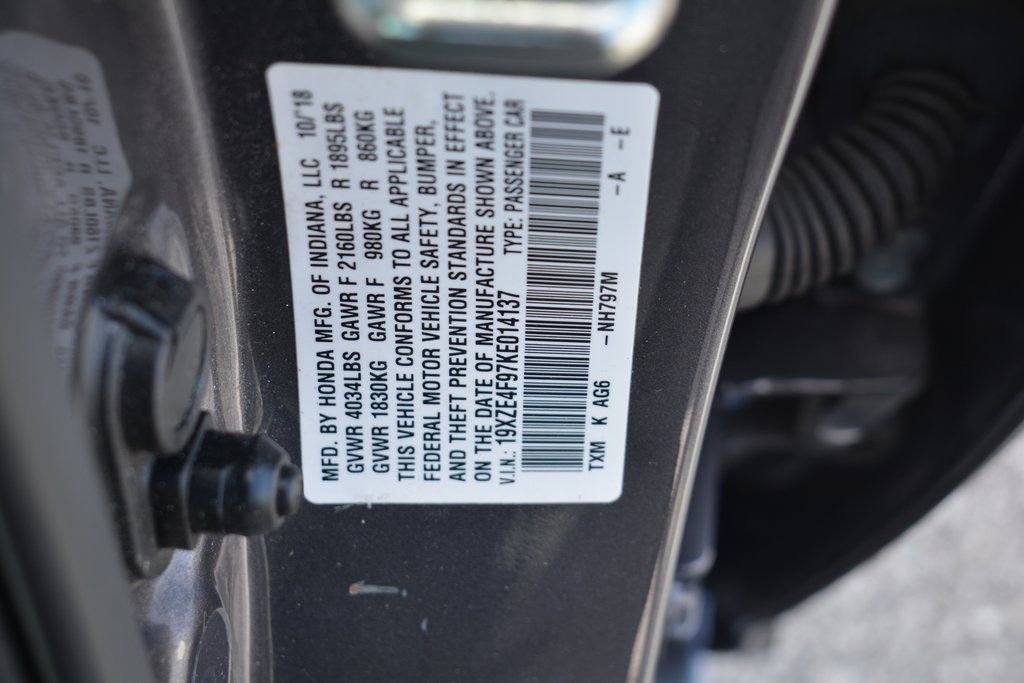 MFD. BY HONDA MFG. OF INDIANA, LLC 10/'18
GVWR 4034LBS GAWR F 2160LBS R 1895LBS
GVWR 1830KG GAWR F 980KG R 860KG
THIS VEHICLE CONFORMS TO ALL APPLICABLE
FEDERAL MOTOR VEHICLE SAFETY, BUMPER,
AND THEFT PREVENTION STANDARDS IN EFFECT
ON THE DATE OF MANUFACTURE SHOWN ABOVE.
V.I.N.: 19XZE4F97KE014137 TYPE: PASSENGER CAR
TXM K AG6 -NH797M -A -E